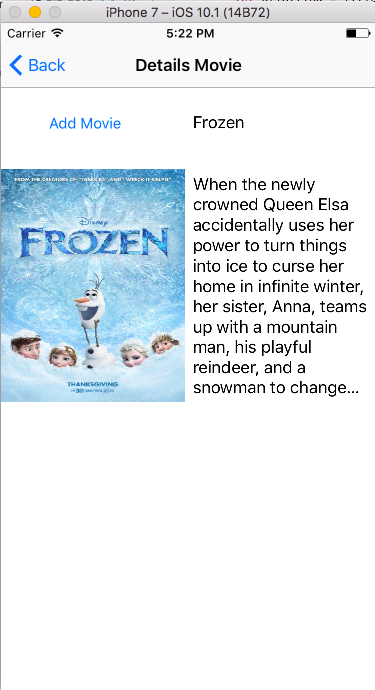 iPhone 7 – iOS 10.1 (14B72)
Carrier 5:22 PM
Back Details Movie
Add Movie Frozen
FROM THE CREATORS OF "TANGLED" AND "WRECK-IT RALPH"
Disney
FROZEN
THANKSGIVING
When the newly
crowned Queen Elsa
accidentally uses her
power to turn things
into ice to curse her
home in infinite winter,
her sister, Anna, teams
up with a mountain
man, his playful
reindeer, and a
snowman to change...